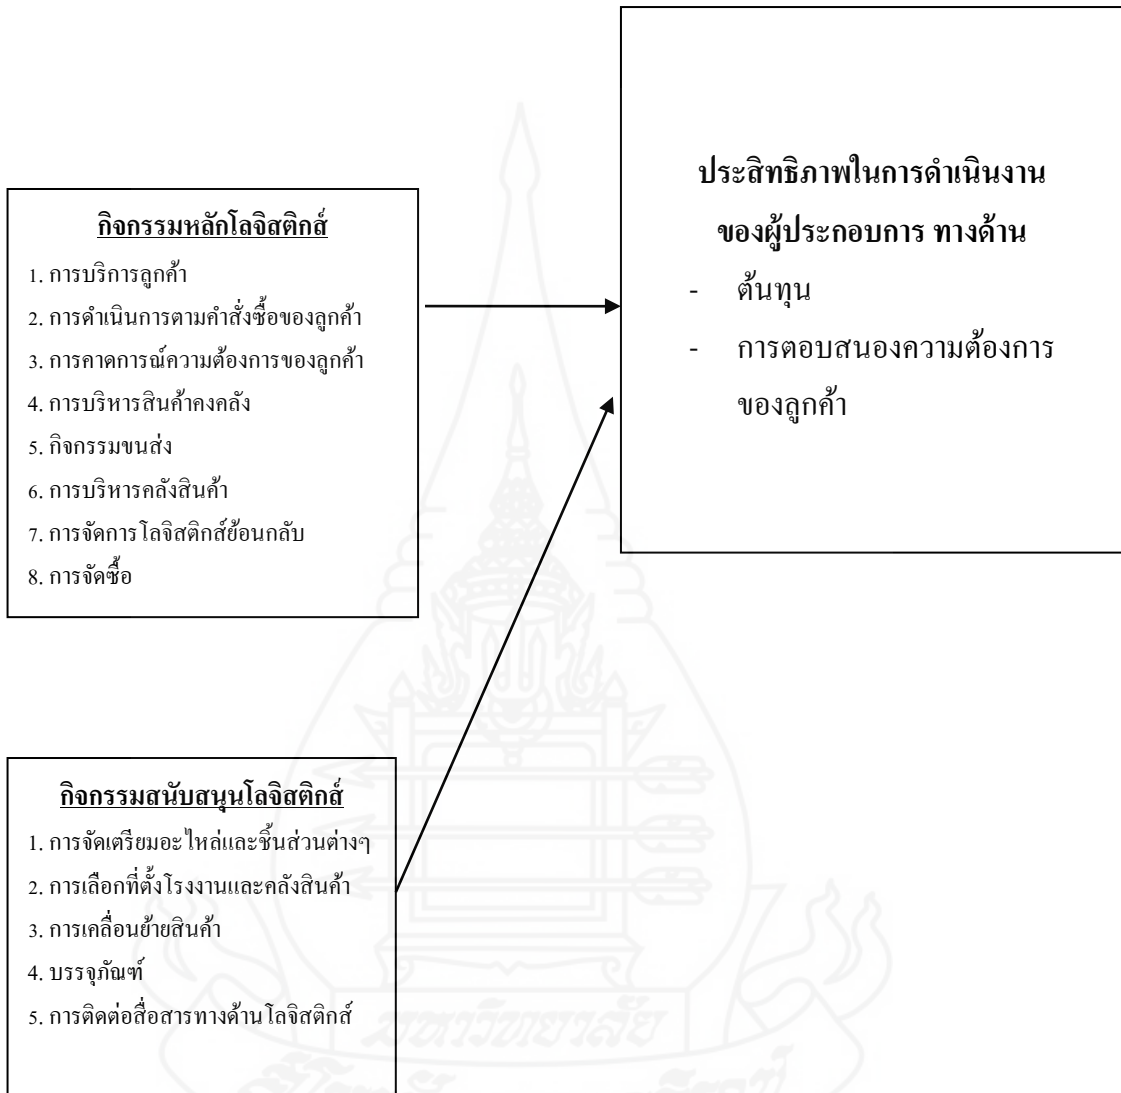 ประสิทธิภาพในการดำเนินงาน
ของผู้ประกอบการ ทางด้าน
- ต้นทุน
- การตอบสนองความต้องการ
ของลูกค้า
กิจกรรมหลักโลจิสติกส์
1. การบริการลูกค้า
2. การดำเนินการตามคำสั่งซื้อของลูกค้า
3. การคาดการณ์ความต้องการของลูกค้า
4. การบริหารสินค้าคงคลัง
5. กิจกรรมขนส่ง
6. การบริหารคลังสินค้า
7. การจัดการโลจิสติกส์ย้อนกลับ
8. การจัดซื้อ
กิจกรรมสนับสนุนโลจิสติกส์
1. การจัดเตรียมอะไหล่และชิ้นส่วนต่างๆ
2. การเลือกที่ตั้งโรงงานและคลังสินค้า
3. การเคลื่อนย้ายสินค้า
4. บรรจุภัณฑ์
5. การติดต่อสื่อสารทางด้านโลจิสติกส์
มหาวิทยาลัย